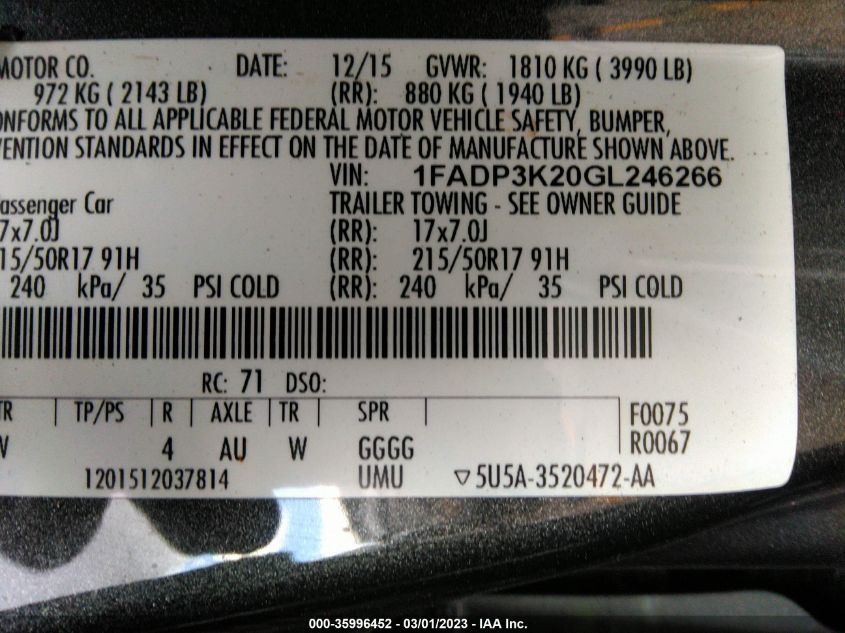 MOTOR CO. DATE: 12/15 GVWR: 1810 KG ( 3990 LB)
972 KG ( 2143 LB) (RR): 880 KG ( 1940 LB)
ONFORMS TO ALL APPLICABLE FEDERAL MOTOR VEHICLE SAFETY, BUMPER,
VENTION STANDARDS IN EFFECT ON THE DATE OF MANUFACTURE SHOWN ABOVE.
VIN: 1FADP3K20GL246266
assenger Car TRAILER TOWING - SEE OWNER GUIDE
7x7.0J (RR): 17x7.0J
15/50R17 91H (RR): 215/50R17 91H
240 kPa/ 35 PSI COLD (RR): 240 kPa/ 35 PSI COLD
RC: 71 DSO:
TR TP/PS R AXLE TR SPR F0075
4 AU W GGGG R0067
1201512037814 UMU ▽5U5A-3520472-AA
000-35996452 - 03/01/2023 - IAA Inc.